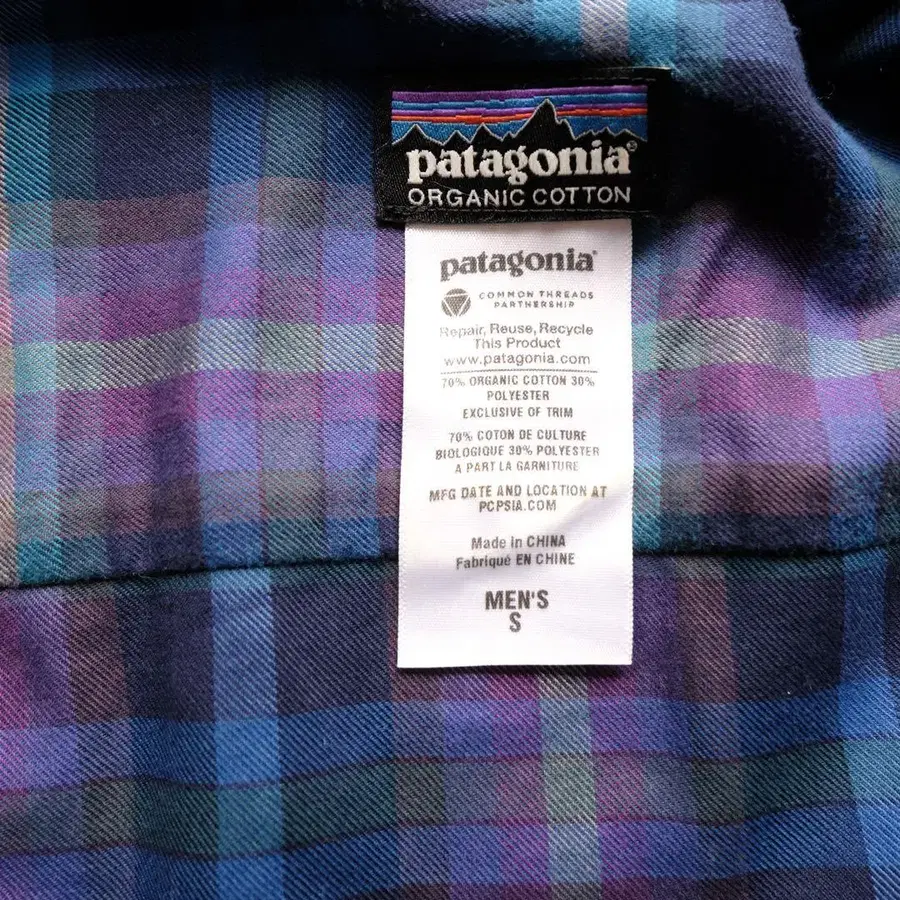 patagonia®
ORGANIC COTTON
patagonia®
COMMON THREADS
PARTNERSHIP
Repair, Reuse, Recycle
This Product
www.patagonia.com
70% ORGANIC COTTON 30%
POLYESTER
EXCLUSIVE OF TRIM
70% COTON DE CULTURE
BIOLOGIQUE 30% POLYESTER
A PART LA GARNITURE
MFG DATE AND LOCATION AT
PCPSIA.COM
Made in CHINA
Fabriqué EN CHINE
MEN'S
S